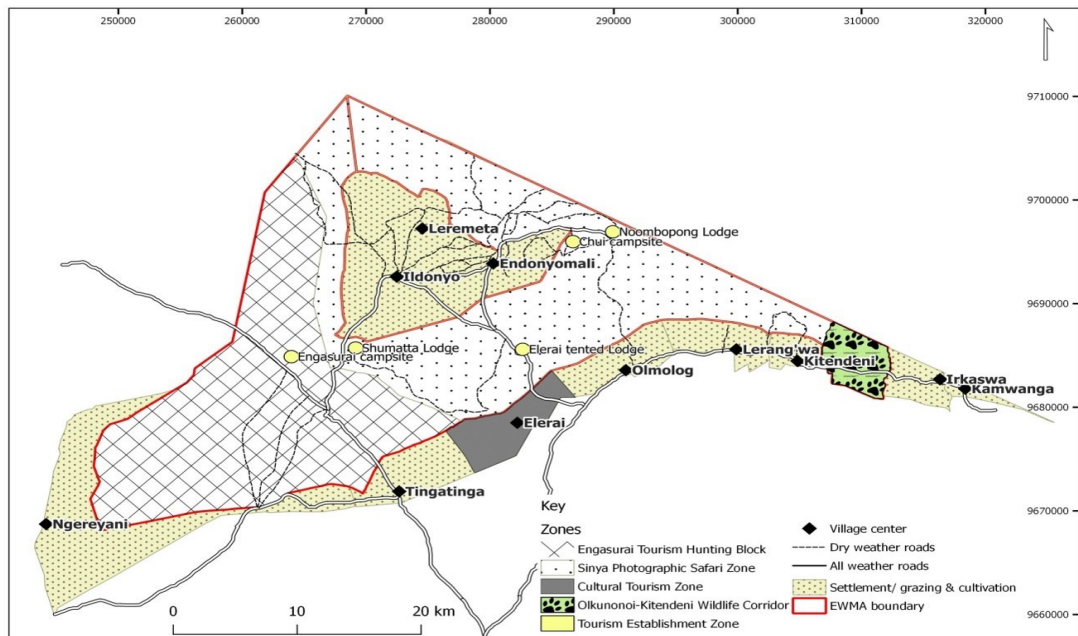 250000 260000 270000 280000 290000 300000 310000 320000
9710000
9700000
Leremeta
Noombopong Lodge
Chui campsite
Endonyomali
Ildonyo
9690000
Shumatta Lodge
Engasurai campsite
Elerai tented Lodge
Lerang'wa
Kitendeni
Olmolog
Irkaswa
Kamwanga
9680000
Elerai
Tingatinga
Ngereyani
9670000
Key
Zones
Engasurai Tourism Hunting Block
Sinya Photographic Safari Zone
Cultural Tourism Zone
Olkunonoi-Kitendeni Wildlife Corridor
Tourism Establishment Zone
Village center
Dry weather roads
All weather roads
Settlement/ grazing & cultivation
EWMA boundary
9660000
0 10 20 km